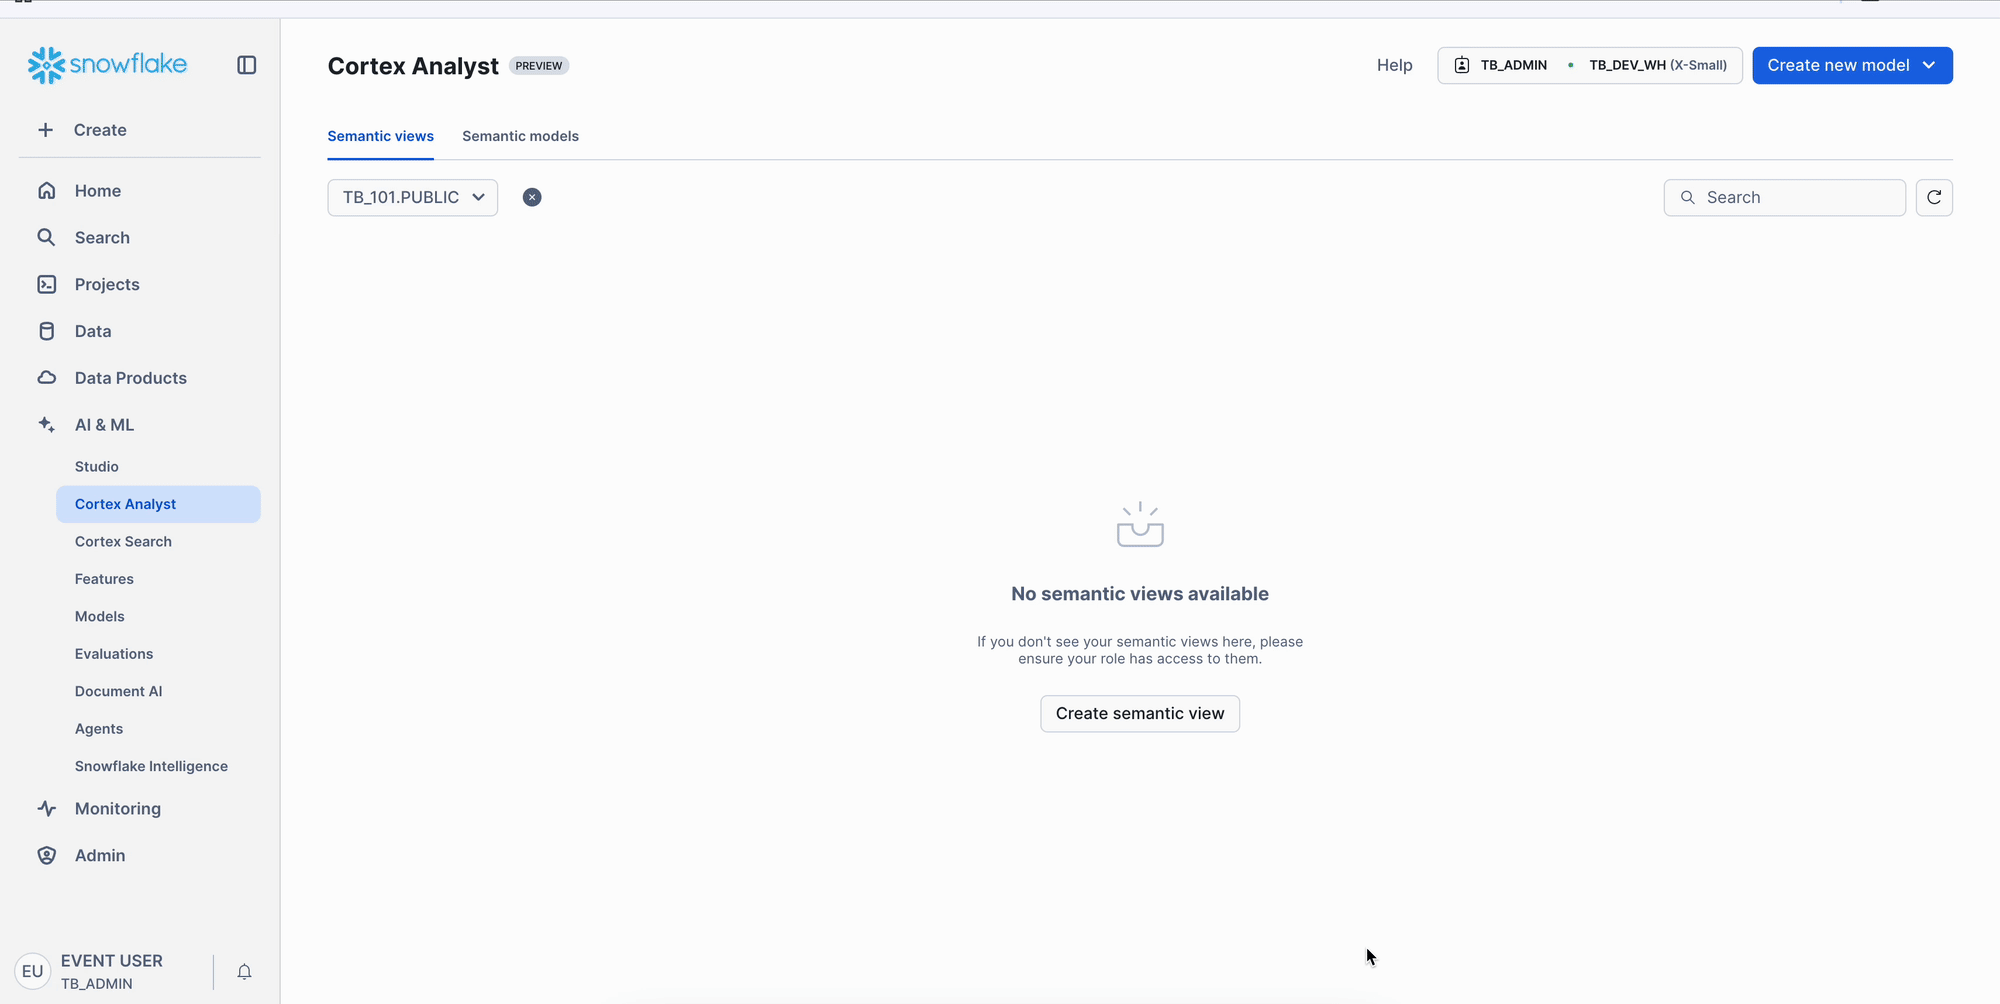 snowflake
Create
Home
Search
Projects
Data
Data Products
AI & ML
Studio
Cortex Analyst
Cortex Search
Features
Models
Evaluations
Document AI
Agents
Snowflake Intelligence
Monitoring
Admin
EU
EVENT USER
TB_ADMIN
Cortex Analyst PREVIEW
Help
TB_ADMIN • TB_DEV_WH (X-Small)
Create new model
Semantic views
Semantic models
TB_101.PUBLIC
Search
No semantic views available
If you don't see your semantic views here, please
ensure your role has access to them.
Create semantic view